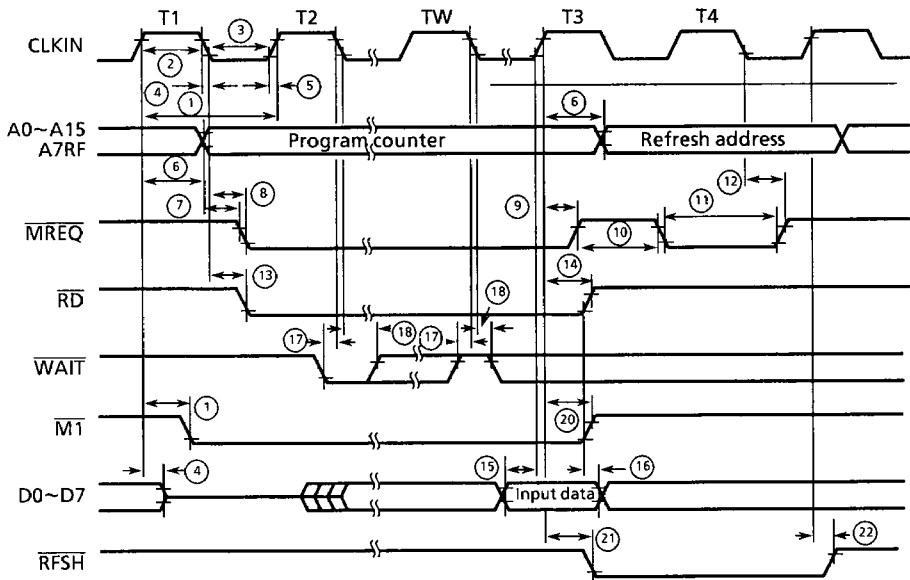 T1 T2 TW T3 T4
CLKIN
③
②
④ ⑤
①
⑥
A0~A15
A7RF
Program counter
Refresh address
⑥
⑧
⑦
⑨
⑩
⑪
⑫
MREQ
⑬
⑭
RD
⑱
⑰ ⑱ ⑰
WAIT
①
⑳
M1
④
⑮
⑯
D0~D7
Input data
㉑
㉒
RFSH